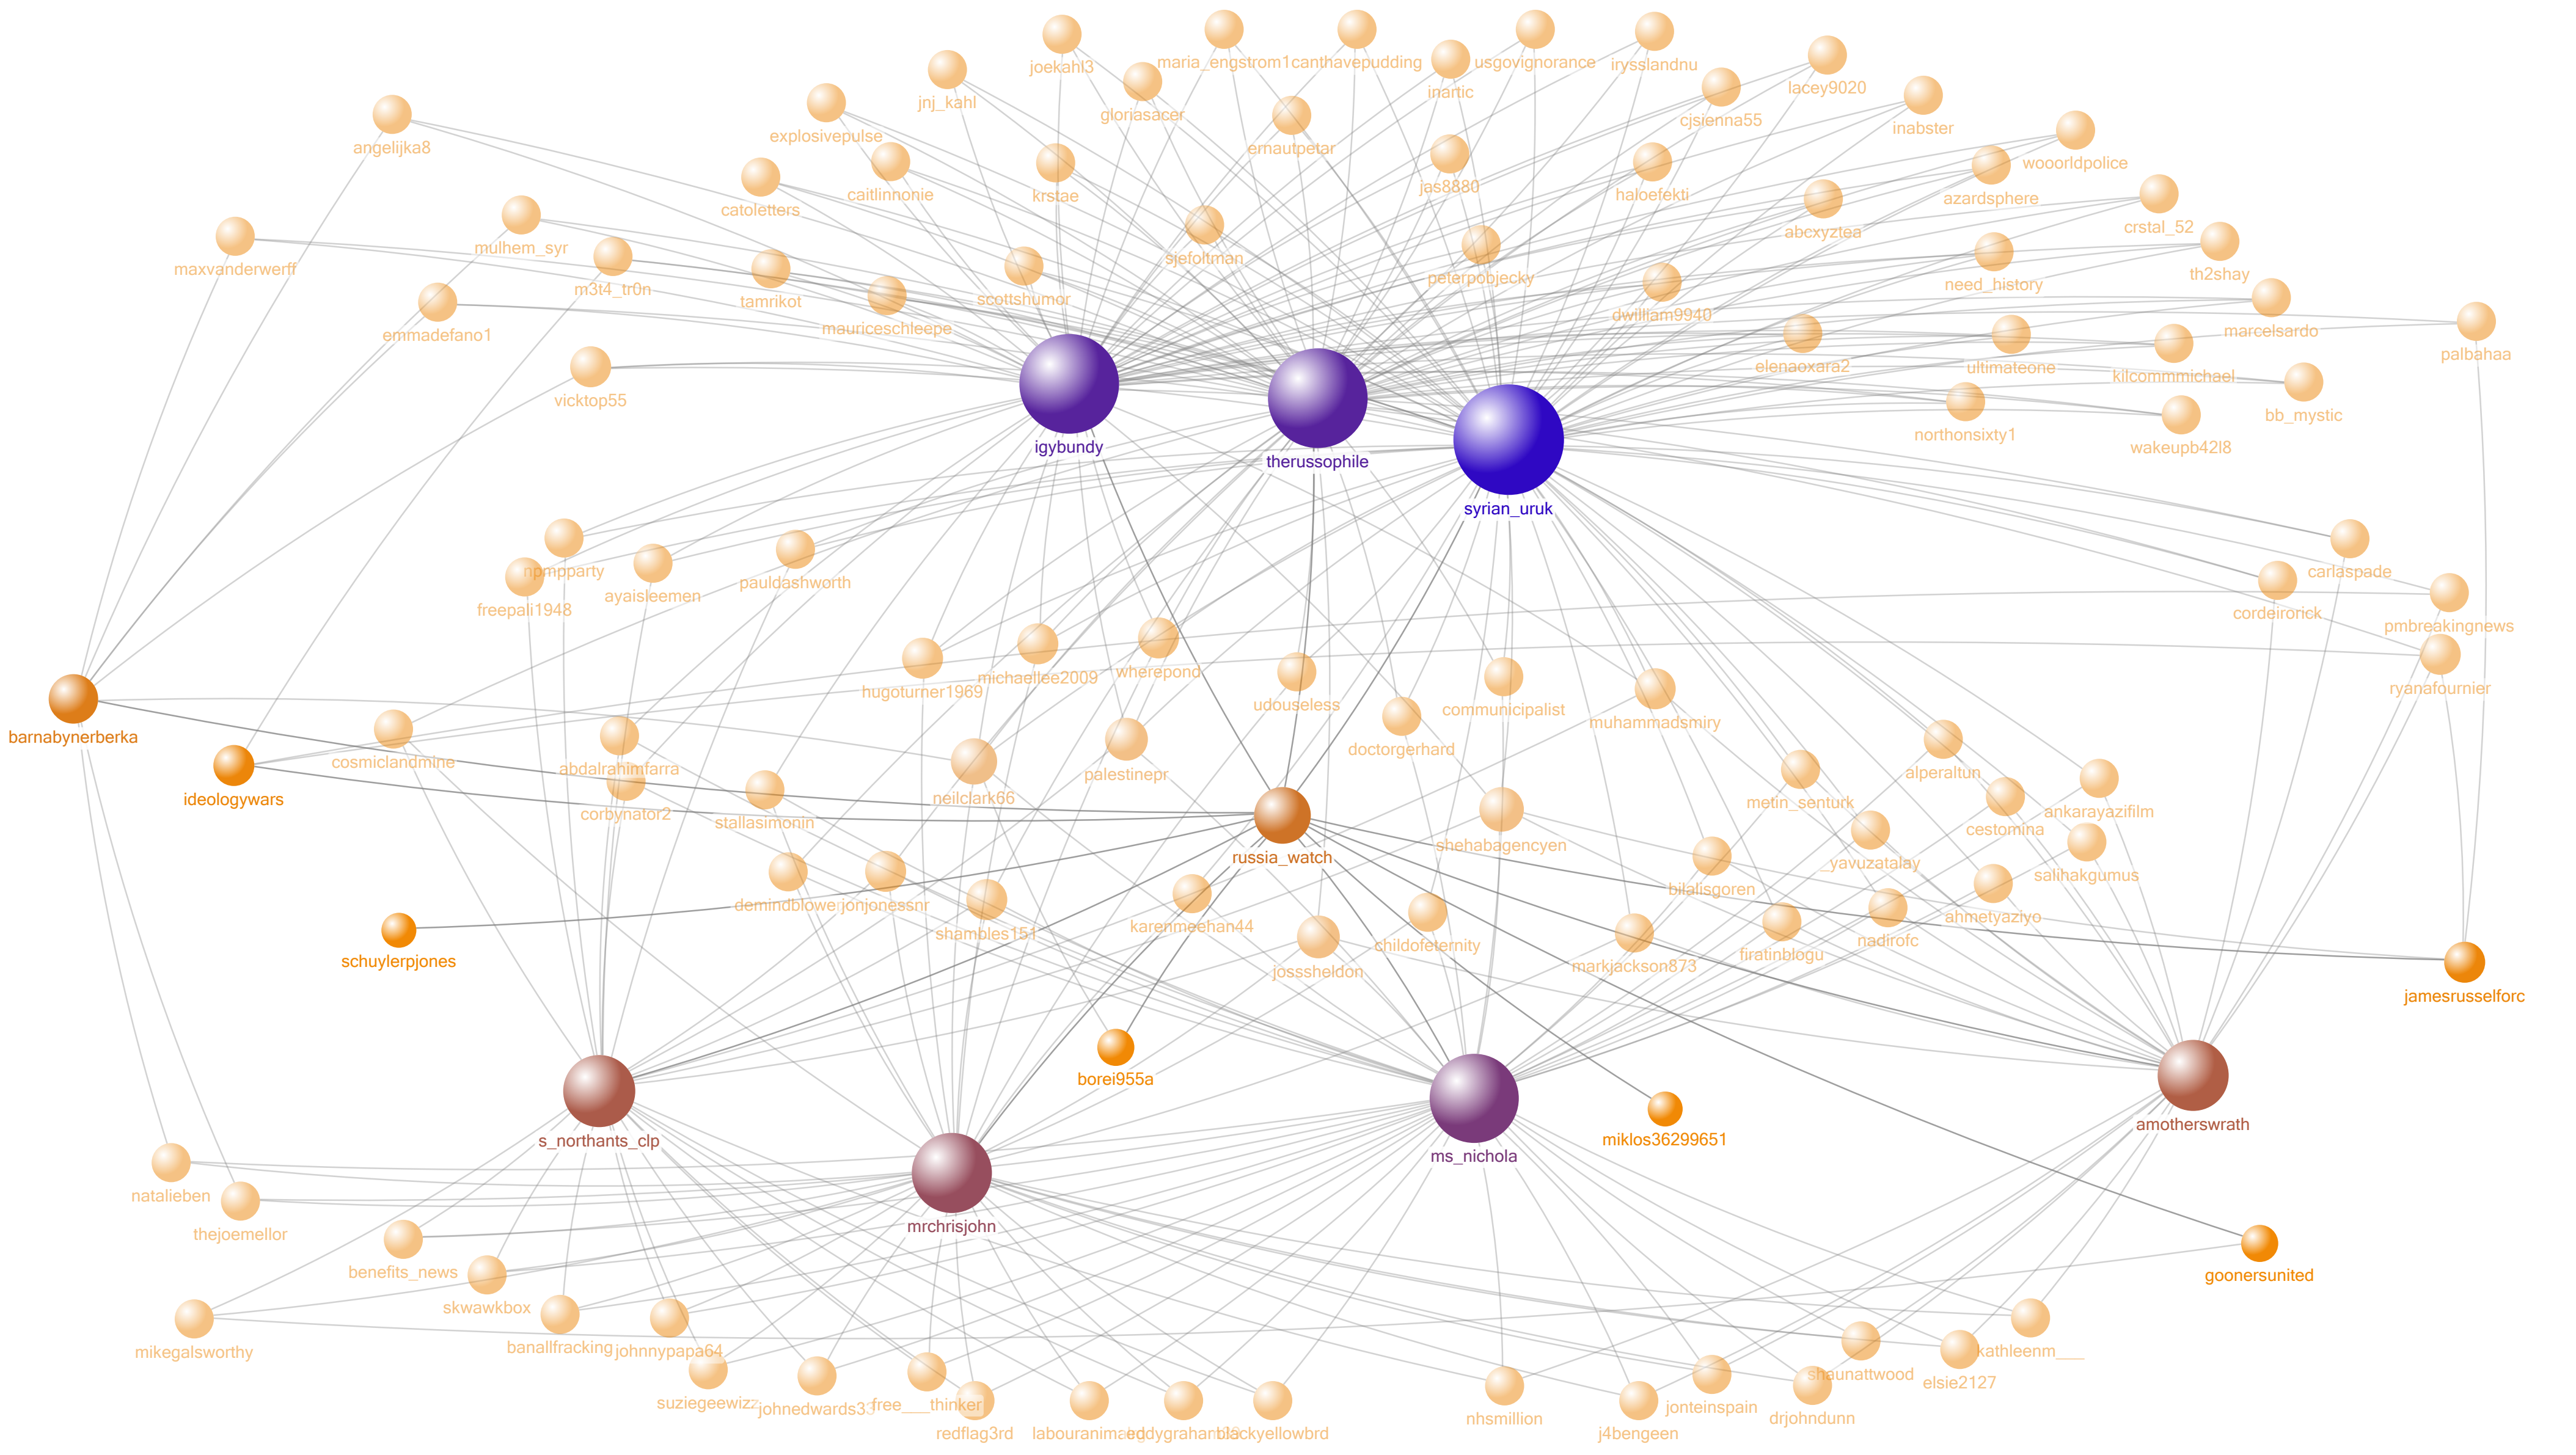 joekahl3
maria_engstrom1
canthavepudding
inartic
usgovignorance
irysslandnu
lacey9020
jnj_kahl
gloriasacer
cjsienna55
inabster
explosivepulse
angelijka8
ernautpetar
wooorldpolice
catoletters
caitlinnonie
krstae
jas8880
haloefekti
azardsphere
abcxyztea
crstal_52
mulhem_syr
maxvanderwerff
m3t4_tr0n
tamrikot
scottshumor
sjefoltman
peterpobjecky
need_history
th2shay
emmadefano1
mauriceschleepe
dwilliam9940
marcelsardo
palbahaa
elenaoxara2
ultimateone
kilcommmichael
vicktop55
bb_mystic
northonsixty1
wakeupb42l8
igybundy
therussophile
syrian_uruk
npmpparty
freepali1948
ayaisleemen
pauldashworth
carlaspade
cordeirorick
pmbreakingnews
hugoturner1969
michaellee2009
wherepond
udouseless
communicipalist
muhammadsmiry
ryanafournier
barnabynerberka
cosmiclandmine
abdalrahimfarra
palestinepr
doctorgerhard
alperaltun
ideologywars
corbynator2
stallasimonin
neilclark66
metin_senturk
cestomina
ankarayazifilm
russia_watch
shehabagencyen
_yavuzatalay
salihakgumus
demindblowe
jonjonessnr
shambles151
karenmeehan44
childofeternity
bilalisgoren
nadirofc
ahmetyaziyo
schuylerpjones
josssheldon
markjackson873
firatinblogu
jamesrusselforc
borei955a
s_northants_clp
miklos36299651
ms_nichola
amotherswrath
natalieben
thejoemellor
mrchrisjohn
benefits_news
skwawkbox
goonersunited
mikegalsworthy
banallfracking
johnnypapa64
suziegeewizz
johnedwards33
free___thinker
redflag3rd
blackyellowbrd
nhsmillion
j4bengeen
jonteinspain
drjohndunn
shaunattwood
elsie2127
kathleenm___